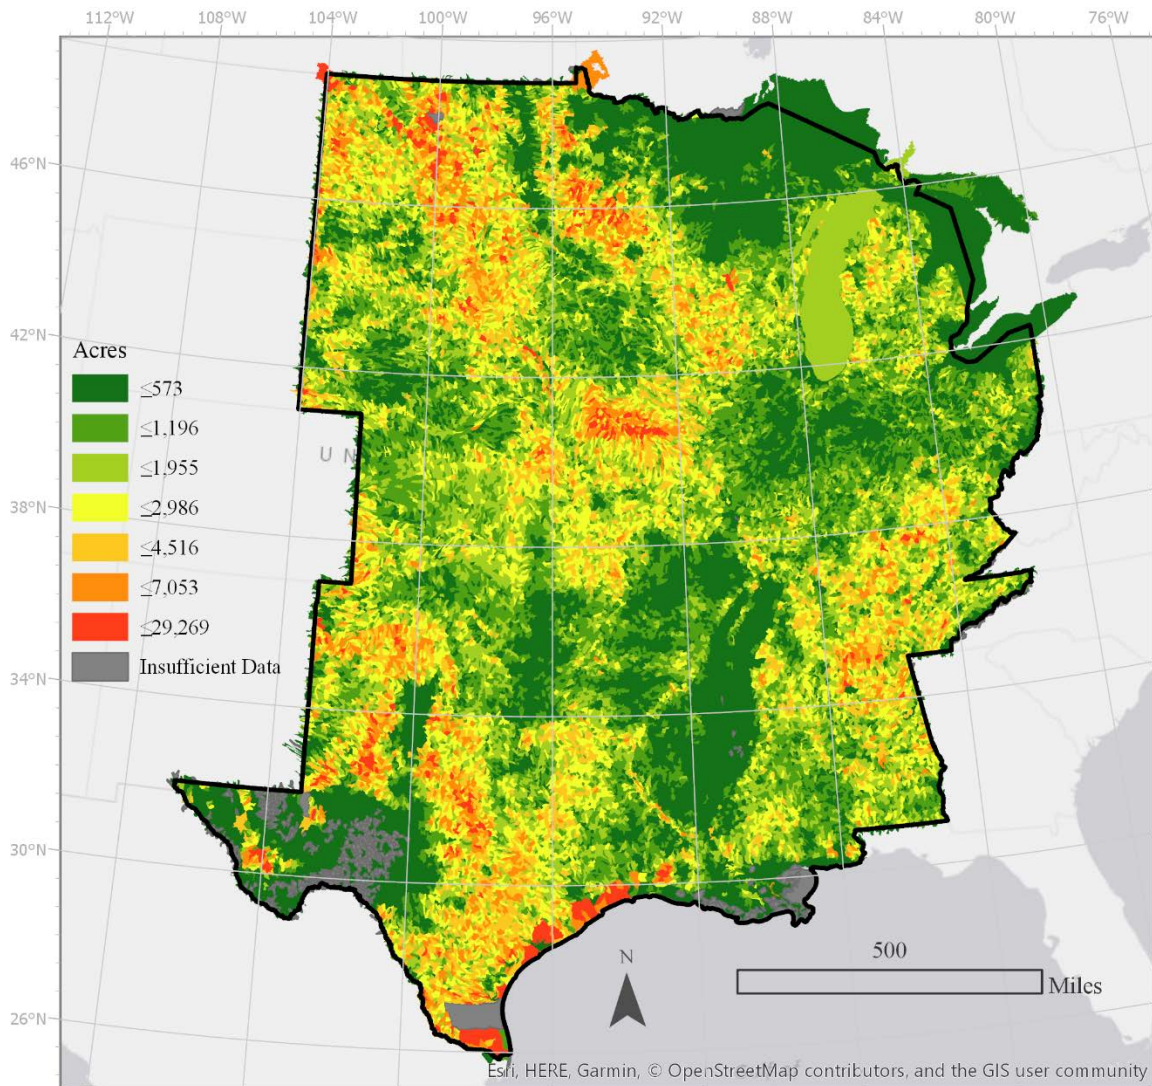 112°W 108°W 104°W 100°W 96°W 92°W 88°W 84°W 80°W 76°W
46°N
42°N
38°N
34°N
30°N
26°N
Acres
≤573
≤1,196
≤1,955
≤2,986
≤4,516
≤7,053
≤29,269
Insufficient Data
U N
N
500
Miles
Esri, HERE, Garmin, © OpenStreetMap contributors, and the GIS user community